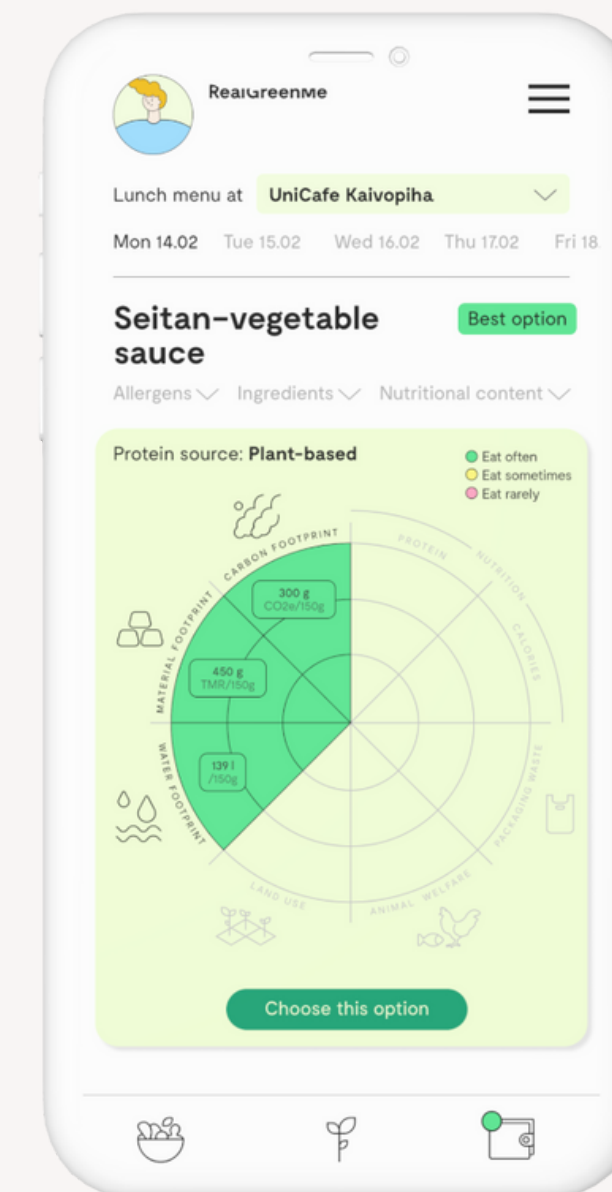 RealGreenMe
Lunch menu at UniCafe Kaivopiha
Mon 14.02 Tue 15.02 Wed 16.02 Thu 17.02 Fri 18
Seitan-vegetable
sauce
Best option
Allergens Ingredients Nutritional content
Protein source: Plant-based
Eat often
Eat sometimes
Eat rarely
CARBON FOOTPRINT
PROTEIN
NUTRITION
CALORIES
300 g
CO2e/150g
MATERIAL FOOTPRINT
450 g
TMR/150g
WATER FOOTPRINT
139 l
/150g
PACKAGING WASTE
LAND USE
ANIMAL WELFARE
Choose this option